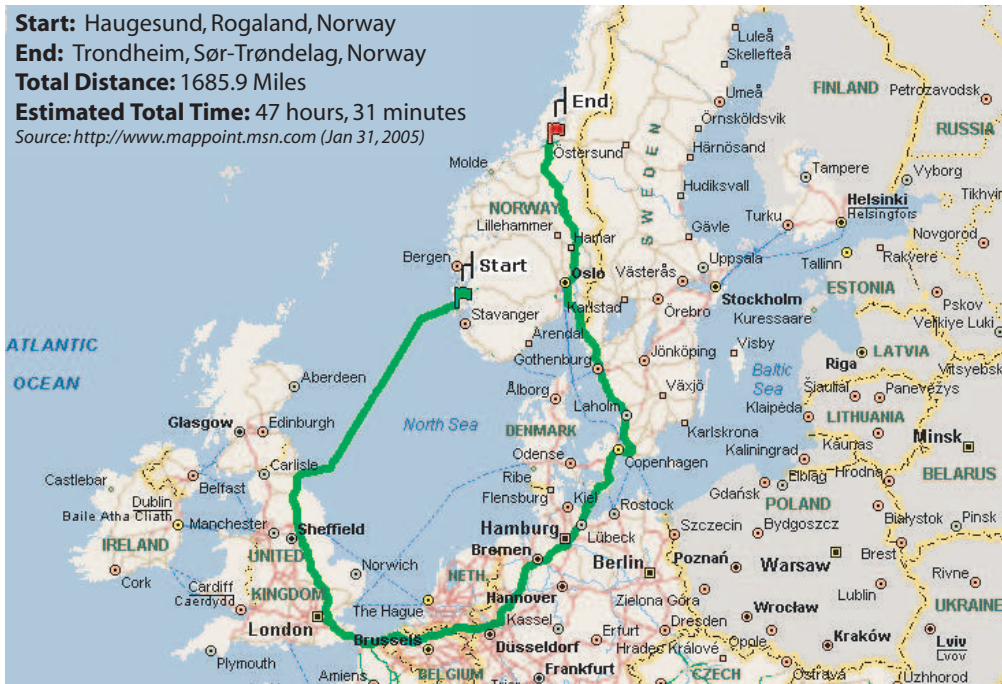 Start: Haugesund, Rogaland, Norway
End: Trondheim, Sør-Trøndelag, Norway
Total Distance: 1685.9 Miles
Estimated Total Time: 47 hours, 31 minutes
Source: http://www.mappoint.msn.com (Jan 31, 2005)
Luleå
Skellefteå
FINLAND
Petrozavodsk
End
Umeå
RUSSIA
Örnsköldsvik
Östersund
Härnösand
Molde
Tampere
Vyborg
SWEDEN
Hudiksvall
Helsinki
Helsingfors
Tikhvin
NORWAY
Lillehammer
Hamar
Gävle
Turku
Novgorod
Bergen
Start
Oslo
Västerås
Uppsala
Tallinn
Rakvere
Karlstad
Örebro
Stockholm
ESTONIA
Pskov
Stavanger
Kuressaare
Velikiye Luki
Arendal
ATLANTIC
OCEAN
Gothenburg
Jönköping
Visby
Riga
LATVIA
Vitsyebsk
Aberdeen
Ålborg
Växjö
Baltic
Sea
Šiauliai
Panevėžys
Laholm
Klaipėda
LITHUANIA
Glasgow
Edinburgh
North Sea
DENMARK
Karlskrona
Kaunas
Minsk
Kaliningrad
Odense
Copenhagen
Carlisle
Ribe
Hrodna
BELARUS
Castlebar
Belfast
Flensburg
Kiel
Elbląg
Dublin
Baile Atha Cliath
Rostock
Gdańsk
POLAND
Manchester
Sheffield
Hamburg
Lübeck
Szczecin
Bydgoszcz
Białystok
Pinsk
IRELAND
UNITED
KINGDOM
Bremen
Berlin
Poznań
Warsaw
Brest
Cork
Norwich
NETH.
Cardiff
Caerdydd
Hannover
Rivne
The Hague
Kassel
Zielona Góra
Lublin
UKRAINE
London
Brussels
Düsseldorf
Erfurt
Dresden
Wrocław
Opole
Kraków
Lviv
Lvov
Plymouth
Hradec Králové
Amiens
BELGIUM
Frankfurt
CZECH
Ostrava
Uzhhorod